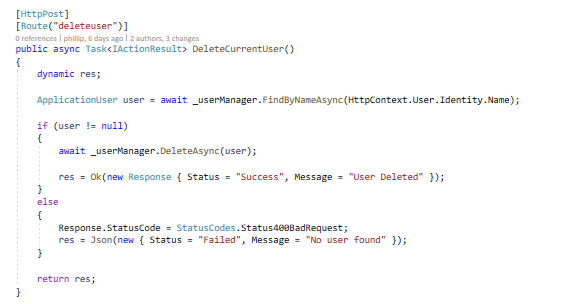 [HttpPost]
[Route("deleteuser")]
0 references | phillip, 6 days ago | 2 authors, 3 changes
public async Task<IActionResult> DeleteCurrentUser()
{
    dynamic res;
    ApplicationUser user = await _userManager.FindByNameAsync(HttpContext.User.Identity.Name);
    if (user != null)
    {
        await _userManager.DeleteAsync(user);
        res = Ok(new Response { Status = "Success", Message = "User Deleted" });
    }
    else
    {
        Response.StatusCode = StatusCodes.Status400BadRequest;
        res = Json(new { Status = "Failed", Message = "No user found" });
    }
    return res;
}